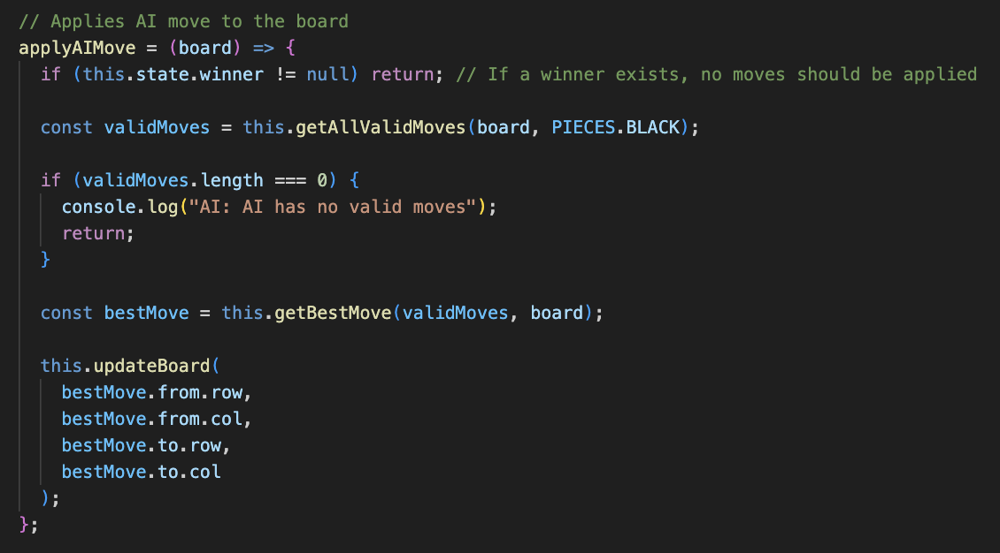 // Applies AI move to the board
applyAIMove = (board) => {
  if (this.state.winner != null) return; // If a winner exists, no moves should be applied

  const validMoves = this.getAllValidMoves(board, PIECES.BLACK);

  if (validMoves.length === 0) {
    console.log("AI: AI has no valid moves");
    return;
  }

  const bestMove = this.getBestMove(validMoves, board);

  this.updateBoard(
    bestMove.from.row,
    bestMove.from.col,
    bestMove.to.row,
    bestMove.to.col
  );
};